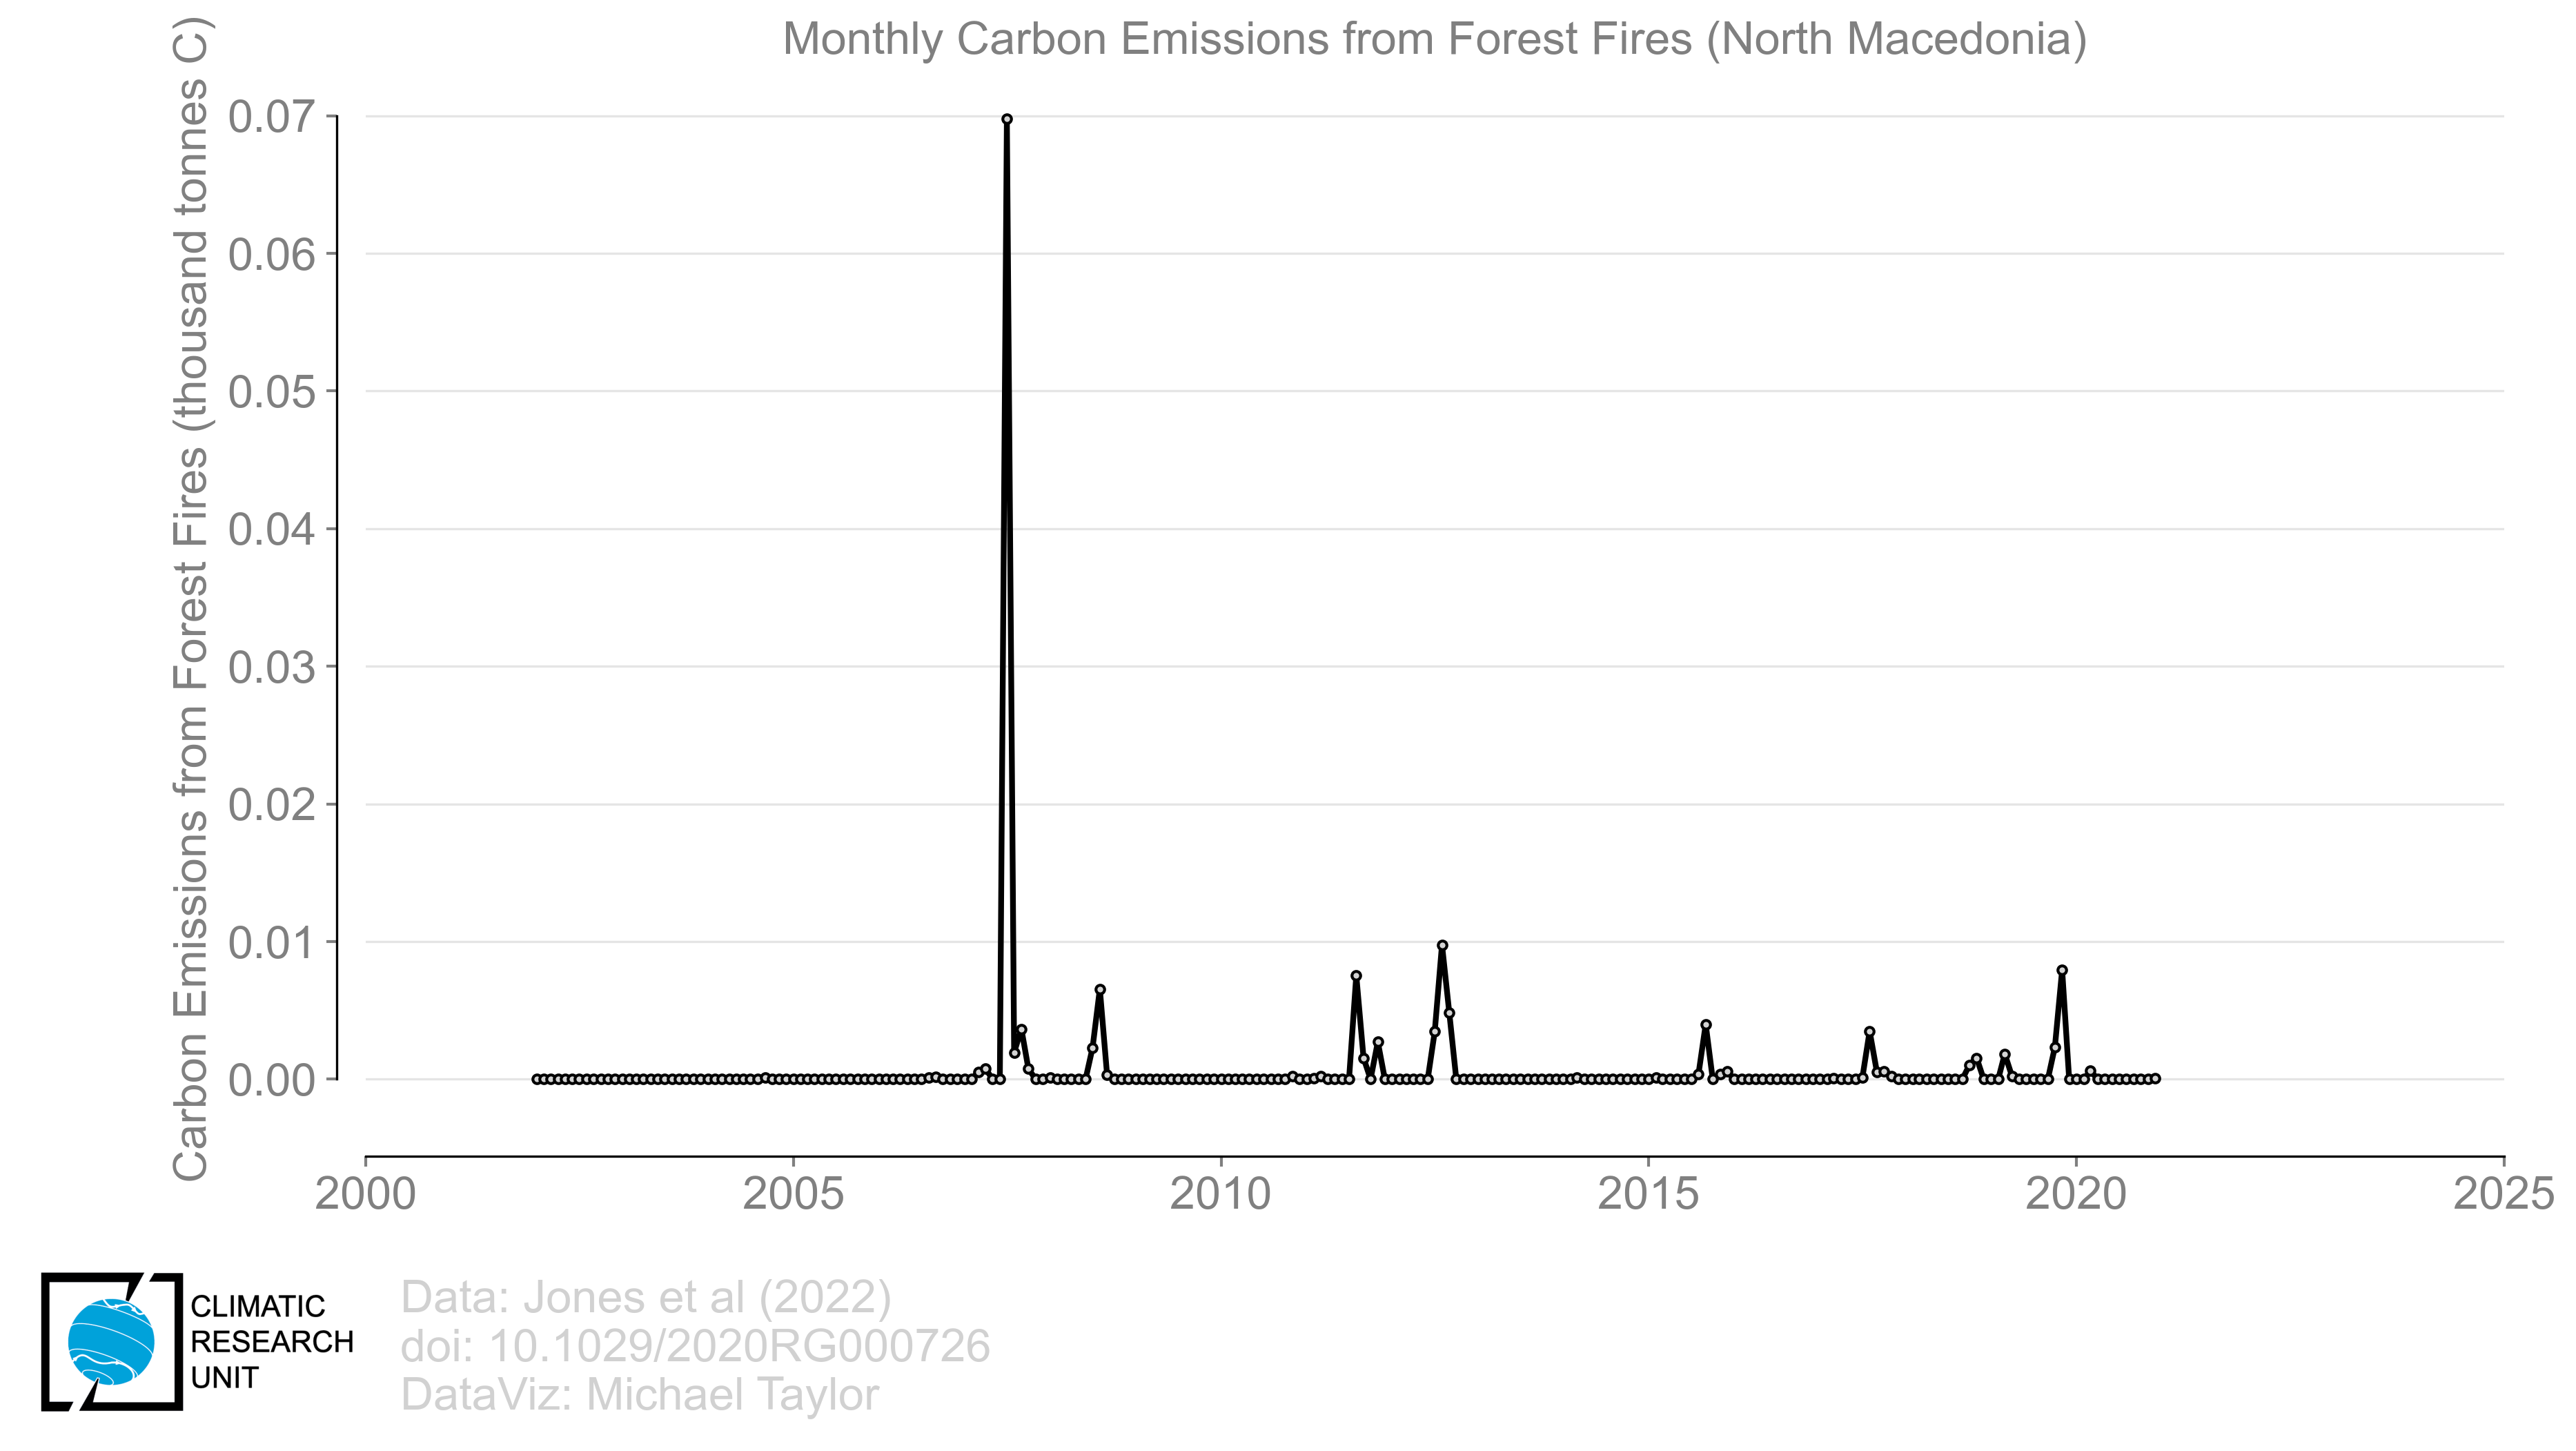 Monthly Carbon Emissions from Forest Fires (North Macedonia)
Carbon Emissions from Forest Fires (thousand tonnes C)
0.07
0.06
0.05
0.04
0.03
0.02
0.01
0.00
2000 2005 2010 2015 2020 2025
CLIMATIC
RESEARCH
UNIT
Data: Jones et al (2022)
doi: 10.1029/2020RG000726
DataViz: Michael Taylor